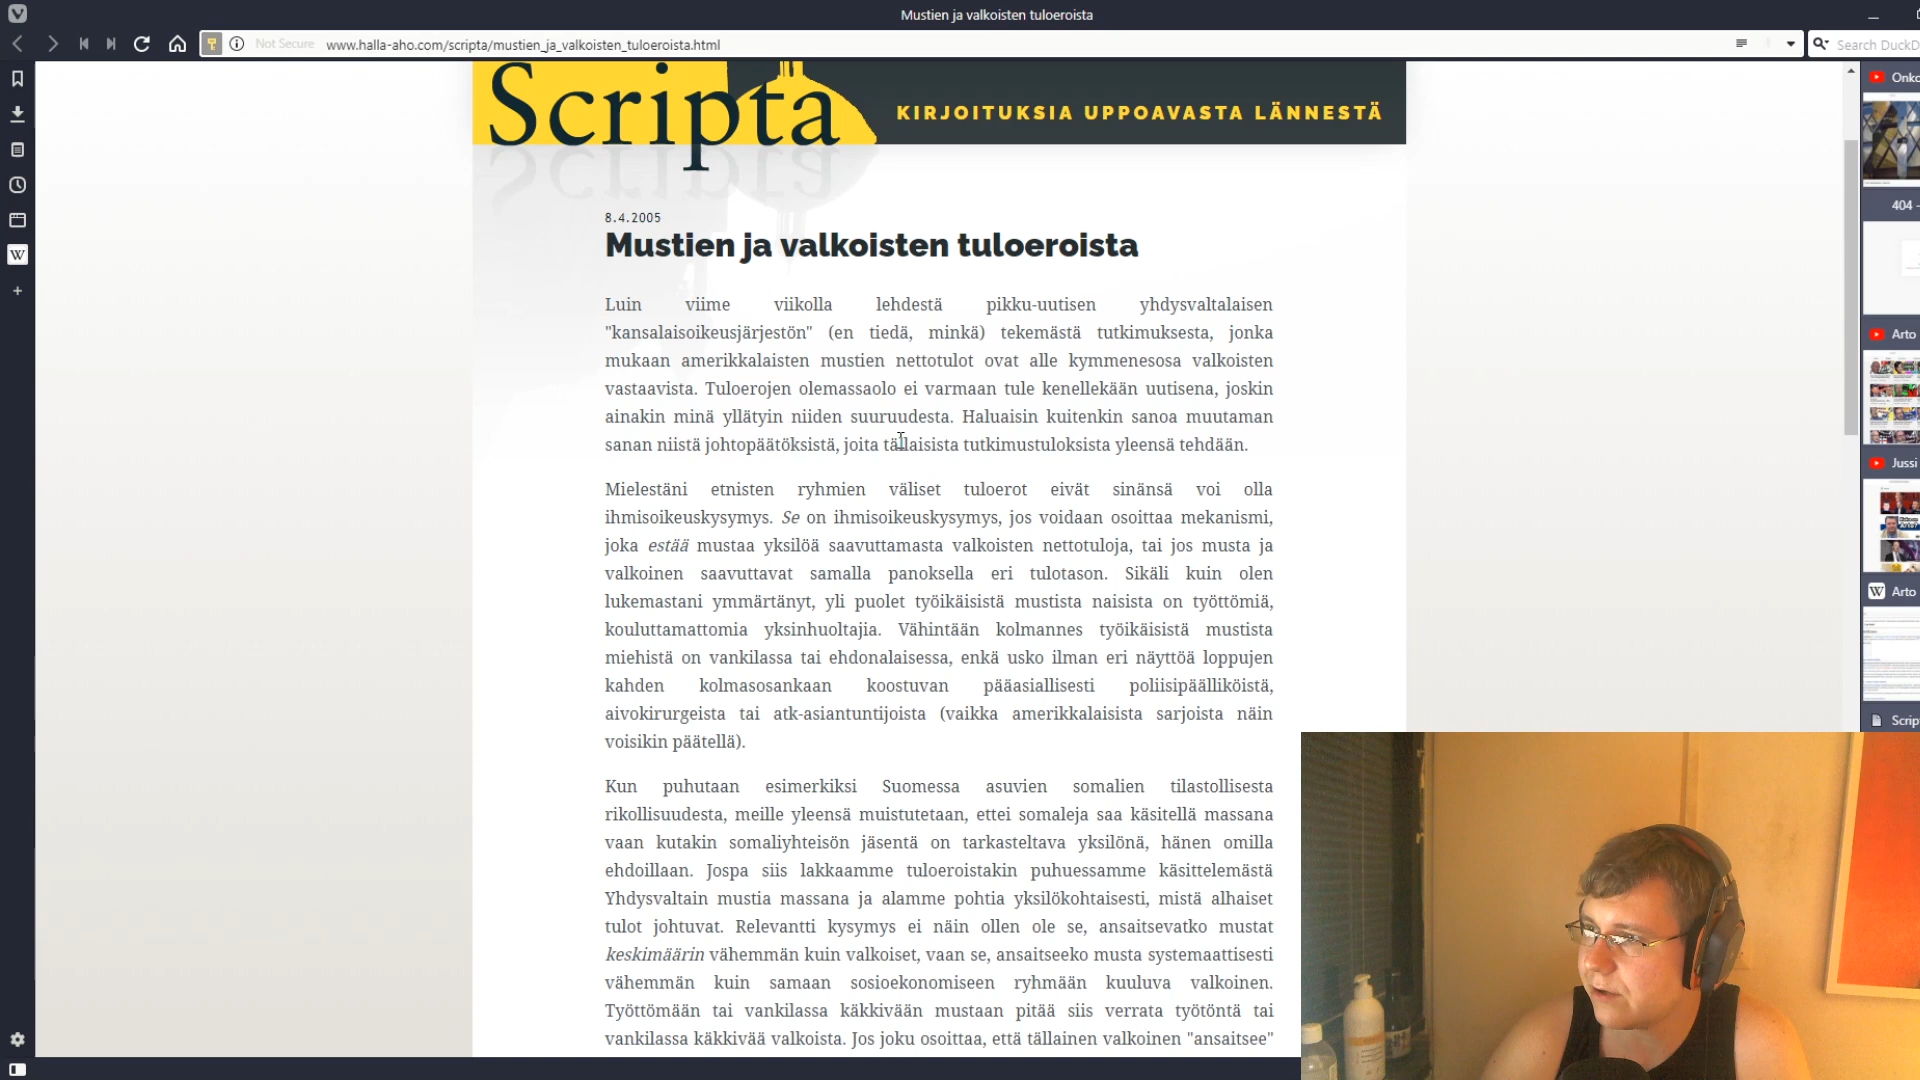 Mustien ja valkoisten tuloeroista
Not Secure
www.halla-aho.com/scripta/mustien_ja_valkoisten_tuloeroista.html
Search DuckD
Scripta
KIRJOITUKSIA UPPOAVASTA LÄNNESTÄ
8.4.2005
Mustien ja valkoisten tuloeroista
Luin viime viikolla lehdestä pikku-uutisen yhdysvaltalaisen
"kansalaisoikeusjärjestön" (en tiedä, minkä) tekemästä tutkimuksesta, jonka
mukaan amerikkalaisten mustien nettotulot ovat alle kymmenesosa valkoisten
vastaavista. Tuloerojen olemassaolo ei varmaan tule kenellekään uutisena, joskin
ainakin minä yllätyin niiden suuruudesta. Haluaisin kuitenkin sanoa muutaman
sanan niistä johtopäätöksistä, joita tällaisista tutkimustuloksista yleensä tehdään.
Mielestäni etnisten ryhmien väliset tuloerot eivät sinänsä voi olla
ihmisoikeuskysymys. Se on ihmisoikeuskysymys, jos voidaan osoittaa mekanismi,
joka estää mustaa yksilöä saavuttamasta valkoisten nettotuloja, tai jos musta ja
valkoinen saavuttavat samalla panoksella eri tulotason. Sikäli kuin olen
lukemastani ymmärtänyt, yli puolet työikäisistä mustista naisista on työttömiä,
kouluttamattomia yksinhuoltajia. Vähintään kolmannes työikäisistä mustista
miehistä on vankilassa tai ehdonalaisessa, enkä usko ilman eri näyttöä loppujen
kahden kolmasosankaan koostuvan pääasiallisesti poliisipäälliköistä,
aivokirurgeista tai atk-asiantuntijoista (vaikka amerikkalaisista sarjoista näin
voisikin päätellä).
Kun puhutaan esimerkiksi Suomessa asuvien somalien tilastollisesta
rikollisuudesta, meille yleensä muistutetaan, ettei somaleja saa käsitellä massana
vaan kutakin somaliyhteisön jäsentä on tarkasteltava yksilönä, hänen omilla
ehdoillaan. Jospa siis lakkaamme tuloeroistakin puhuessamme käsittelemästä
Yhdysvaltain mustia massana ja alamme pohtia yksilökohtaisesti, mistä alhaiset
tulot johtuvat. Relevantti kysymys ei näin ollen ole se, ansaitsevatko mustat
keskimäärin vähemmän kuin valkoiset, vaan se, ansaitseeko musta systemaattisesti
vähemmän kuin samaan sosioekonomiseen ryhmään kuuluva valkoinen.
Työttömään tai vankilassa käkkivään mustaan pitää siis verrata työtöntä tai
vankilassa käkkivää valkoista. Jos joku osoittaa, että tällainen valkoinen "ansaitsee"
Onko
404 -
Arto
Jussi
W Arto
Scrip
W